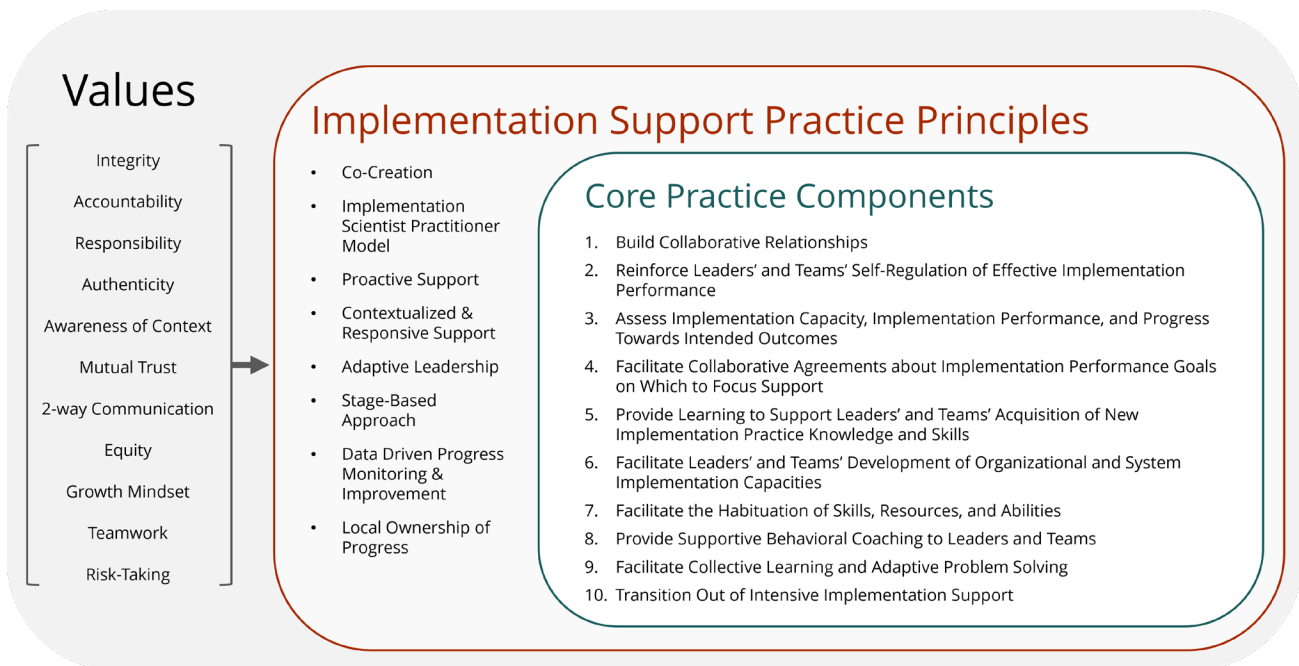 Values
Integrity
Accountability
Responsibility
Authenticity
Awareness of Context
Mutual Trust
2-way Communication
Equity
Growth Mindset
Teamwork
Risk-Taking
Implementation Support Practice Principles
• Co-Creation
• Implementation
Scientist Practitioner
Model
• Proactive Support
• Contextualized &
Responsive Support
• Adaptive Leadership
• Stage-Based
Approach
• Data Driven Progress
Monitoring &
Improvement
• Local Ownership of
Progress
Core Practice Components
1. Build Collaborative Relationships
2. Reinforce Leaders’ and Teams’ Self-Regulation of Effective Implementation
Performance
3. Assess Implementation Capacity, Implementation Performance, and Progress
Towards Intended Outcomes
4. Facilitate Collaborative Agreements about Implementation Performance Goals
on Which to Focus Support
5. Provide Learning to Support Leaders’ and Teams’ Acquisition of New
Implementation Practice Knowledge and Skills
6. Facilitate Leaders’ and Teams’ Development of Organizational and System
Implementation Capacities
7. Facilitate the Habituation of Skills, Resources, and Abilities
8. Provide Supportive Behavioral Coaching to Leaders and Teams
9. Facilitate Collective Learning and Adaptive Problem Solving
10. Transition Out of Intensive Implementation Support